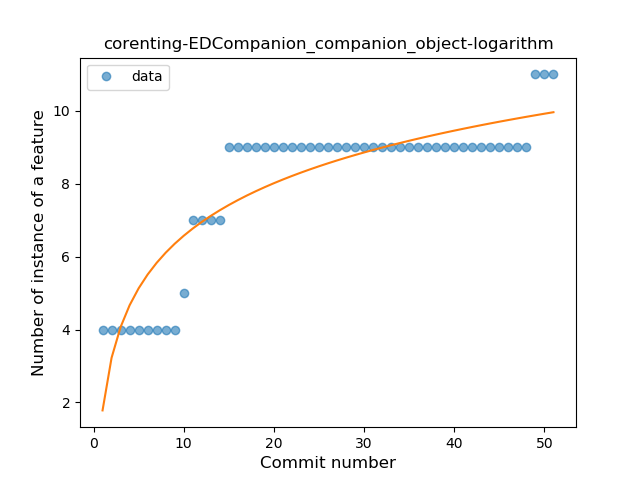 corenting-EDCompanion_companion_object-logarithm
data
Number of instance of a feature
10
8
6
4
2
0
10
20
30
40
50
Commit number